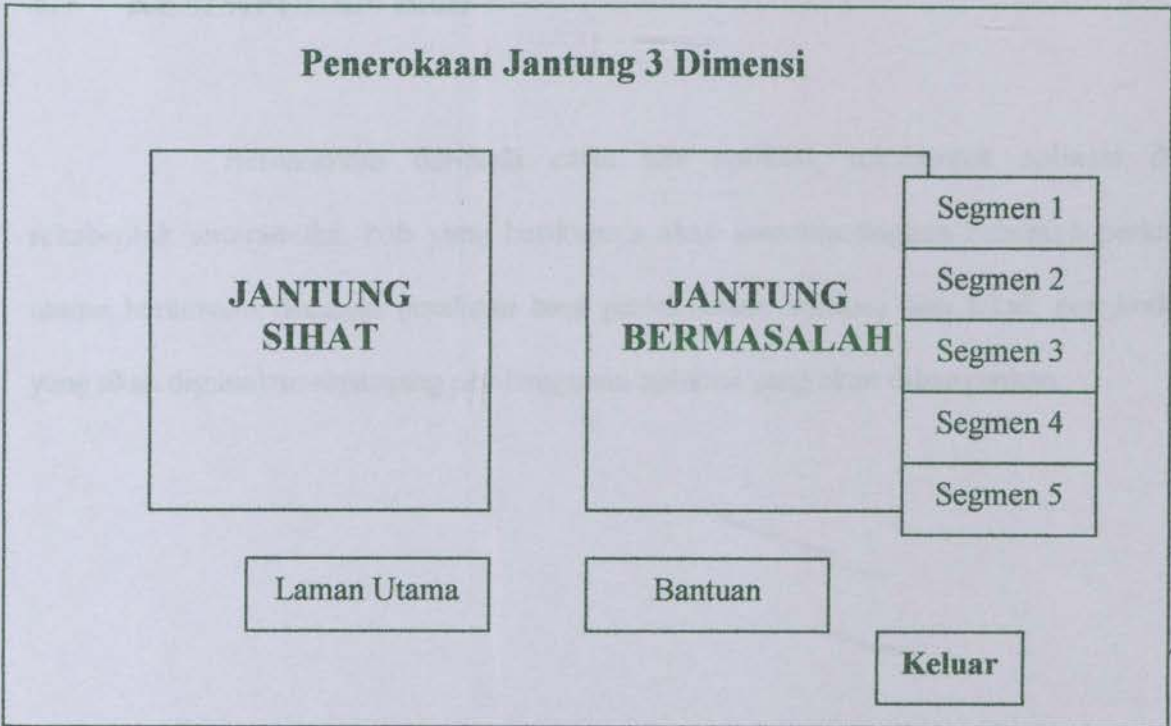 Penerokaan Jantung 3 Dimensi
JANTUNG
SIHAT
JANTUNG
BERMASALAH
Segmen 1
Segmen 2
Segmen 3
Segmen 4
Segmen 5
Laman Utama
Bantuan
Keluar